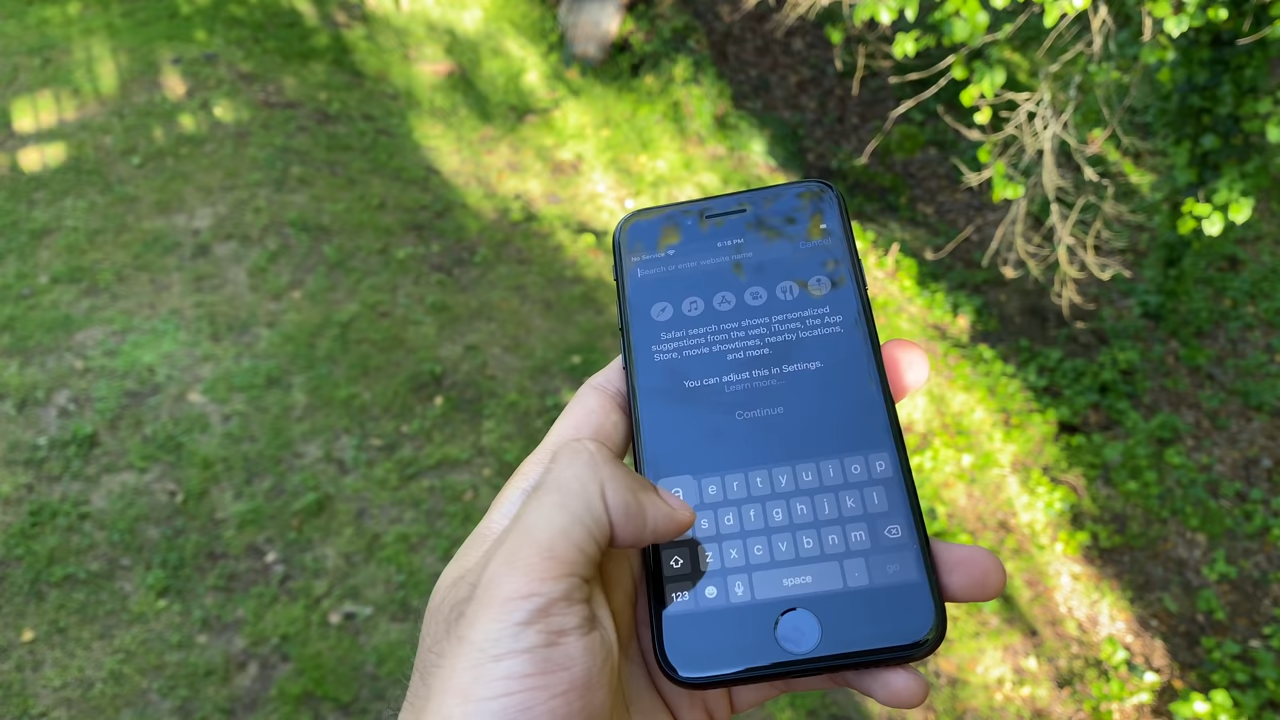 No Service
6:18 PM
Cancel
Search or enter website name
Safari search now shows personalized
suggestions from the web, iTunes, the App
Store, movie showtimes, nearby locations,
and more.
You can adjust this in Settings.
Learn more...
Continue
a e r t y u i o p
s d f g h j k l
z x c v b n m
123 space . go